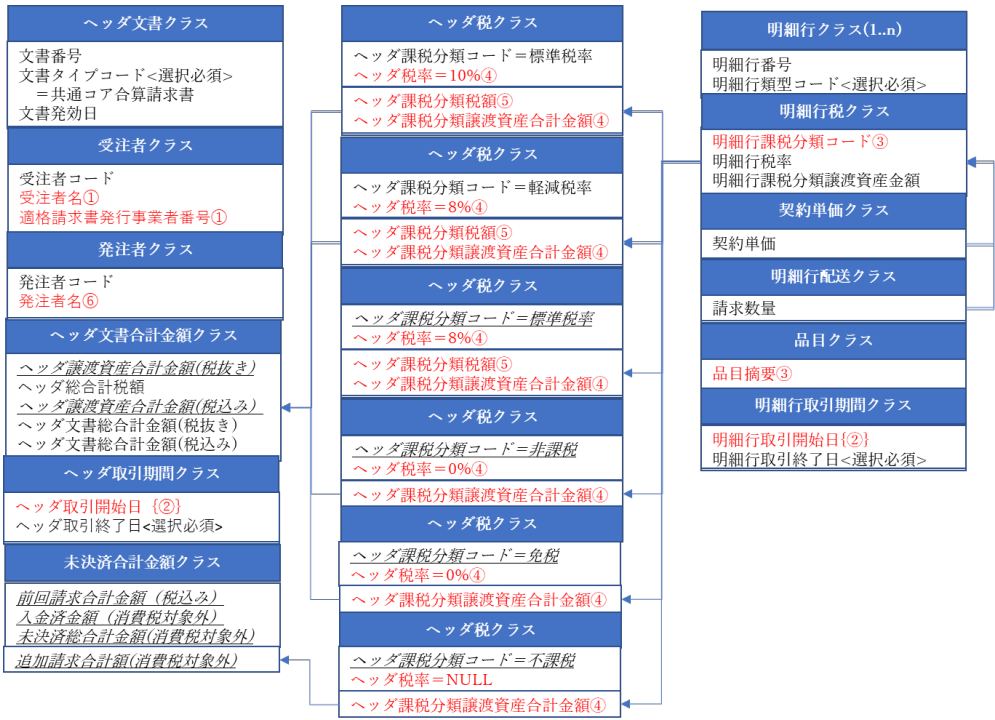 ヘッダ文書クラス
文書番号
文書タイプコード<選択必須>
＝共通コア合算請求書
文書発効日
受注者クラス
受注者コード
受注者名①
適格請求書発行事業者番号①
発注者クラス
発注者コード
発注者名⑥
ヘッダ文書合計金額クラス
ヘッダ譲渡資産合計金額(税抜き)
ヘッダ総合計税額
ヘッダ譲渡資産合計金額(税込み)
ヘッダ文書総合計金額(税抜き)
ヘッダ文書総合計金額(税込み)
ヘッダ取引期間クラス
ヘッダ取引開始日｛②｝
ヘッダ取引終了日<選択必須>
未決済合計金額クラス
前回請求合計金額（税込み）
入金済金額（消費税対象外）
未決済総合計金額(消費税対象外)
追加請求合計額(消費税対象外)
ヘッダ税クラス
ヘッダ課税分類コード＝標準税率
ヘッダ税率＝10%④
ヘッダ課税分類税額⑤
ヘッダ課税分類譲渡資産合計金額④
ヘッダ税クラス
ヘッダ課税分類コード＝軽減税率
ヘッダ税率＝8%④
ヘッダ課税分類税額⑤
ヘッダ課税分類譲渡資産合計金額④
ヘッダ税クラス
ヘッダ課税分類コード＝標準税率
ヘッダ税率＝8%④
ヘッダ課税分類税額⑤
ヘッダ課税分類譲渡資産合計金額④
ヘッダ税クラス
ヘッダ課税分類コード＝非課税
ヘッダ税率＝0%④
ヘッダ課税分類譲渡資産合計金額④
ヘッダ税クラス
ヘッダ課税分類コード＝免税
ヘッダ税率＝0%④
ヘッダ課税分類譲渡資産合計金額④
ヘッダ税クラス
ヘッダ課税分類コード＝不課税
ヘッダ税率＝NULL
ヘッダ課税分類譲渡資産合計金額④
明細行クラス(1..n)
明細行番号
明細行類型コード<選択必須>
明細行税クラス
明細行課税分類コード③
明細行税率
明細行課税分類譲渡資産金額
契約単価クラス
契約単価
明細行配送クラス
請求数量
品目クラス
品目摘要③
明細行取引期間クラス
明細行取引開始日{②}
明細行取引終了日<選択必須>